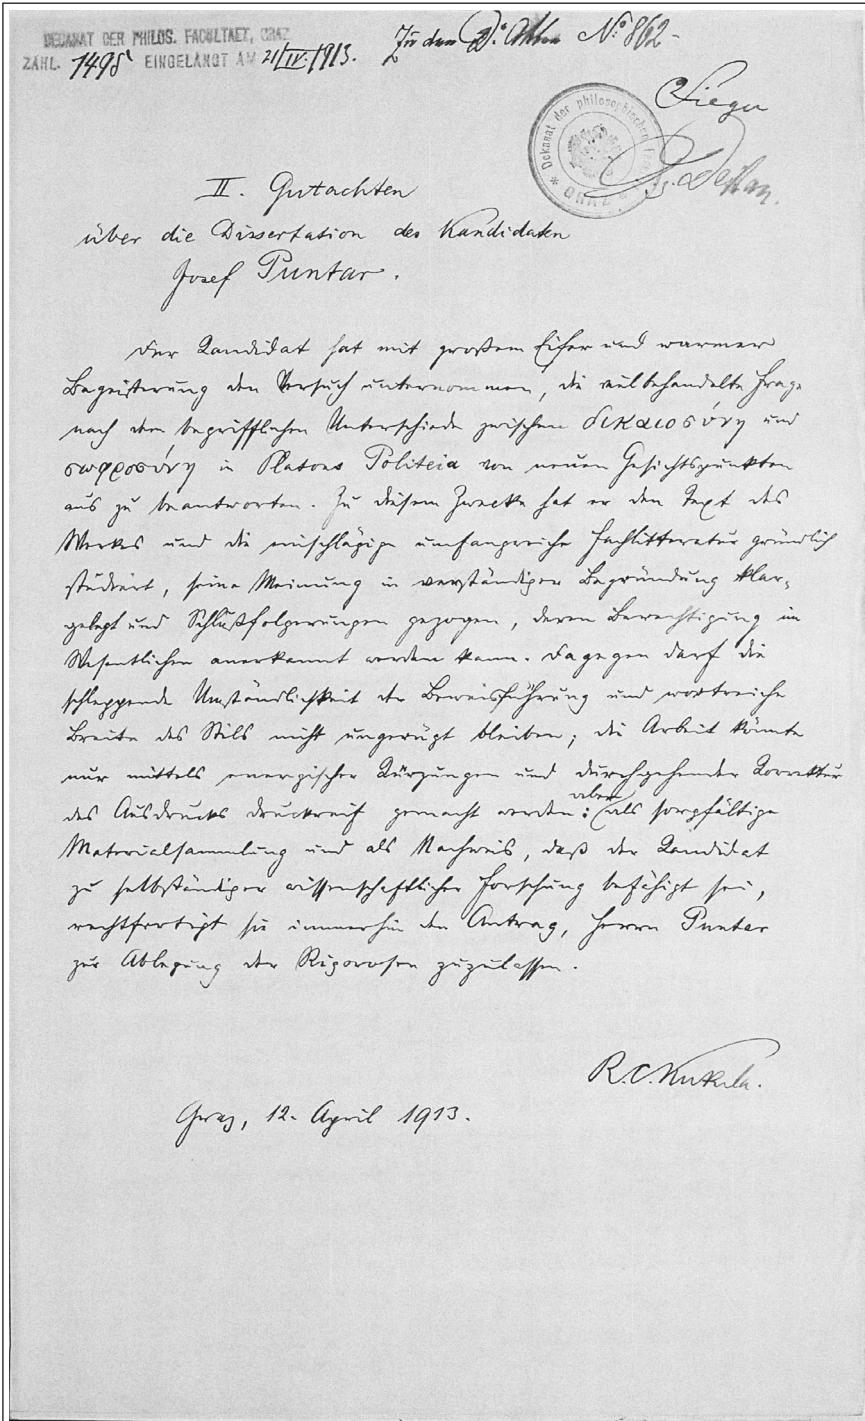 DECANAT DER PHILOS. FACULTAET, GRAZ
ZAHL 1498 EINGELANGT AM 21/IV. 1913.
Zu den Dr. Akten No. 862
Dekanat der philosophischen
GRAZ
II. Gutachten
über die Dissertation des Kandidaten
Josef Puntar.
Der Kandidat hat mit großem Eifer und warmer
Begeisterung den Versuch unternommen, die vielbehandelte Frage
nach dem begrifflichen Unterschiede zwischen δικαιοσύνη und
σωφροσύνη in Platons Politeia von neuen Gesichtspunkten
aus zu beantworten. Zu diesem Zwecke hat er den Text des
Werkes und die einschlägige umfangreiche Fachlitteratur gründlich
studiert, seine Meinung in verständiger Begründung klar-
gelegt und Schlußfolgerungen gezogen, deren Berechtigung im
Wesentlichen anerkannt werden kann. Dagegen darf die
schleppende Umständlichkeit der Beweisführung und wortreiche
Breite des Stils nicht ungerügt bleiben; die Arbeit könnte
nur mittels energischer Kürzungen und durchgehender Korrektur
des Ausdrucks druckreif gemacht werden: aber als sorgfältige
Materialsammlung und als Nachweis, daß der Kandidat
zu selbständiger wissenschaftlicher Forschung befähigt sei,
rechtfertigt sie immerhin den Antrag, Herrn Puntar
zur Ablegung der Rigorosen zuzulassen.
R. C. Kukula.
Graz, 12. April 1913.